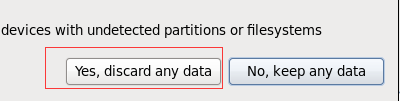 devices with undetected partitions or filesystems
Yes, discard any data
No, keep any data